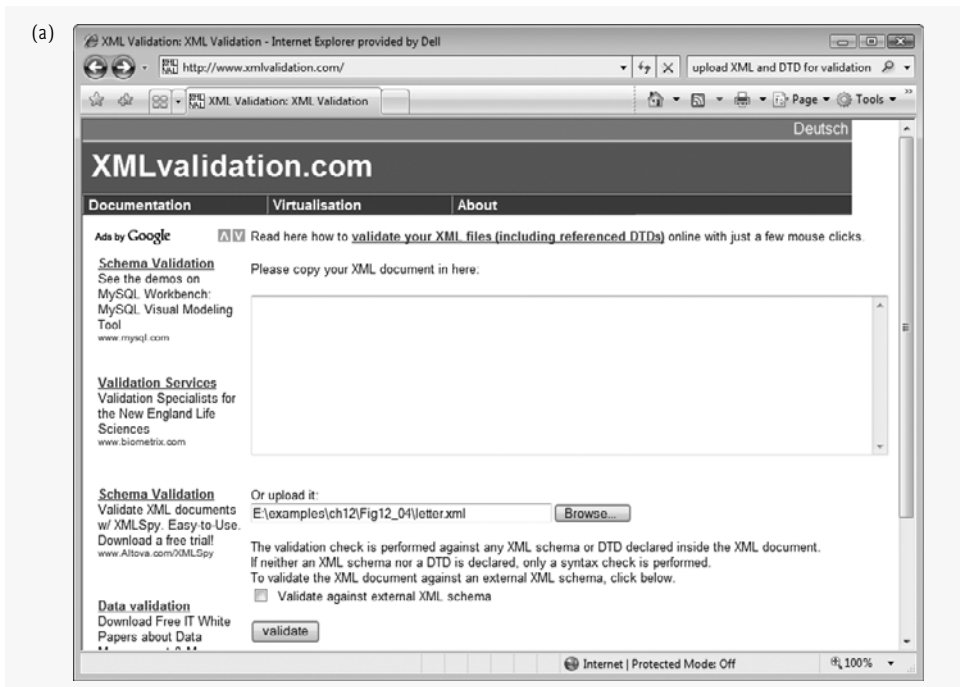 (a)
XML Validation: XML Validation - Internet Explorer provided by Dell
http://www.xmlvalidation.com/
upload XML and DTD for validation
XML Validation: XML Validation
Page
Tools
Deutsch
XMLvalidation.com
Documentation
Virtualisation
About
Ads by Google
Read here how to validate your XML files (including referenced DTDs) online with just a few mouse clicks.
Schema Validation
See the demos on
MySQL Workbench:
MySQL Visual Modeling
Tool
www.mysql.com
Validation Services
Validation Specialists for
the New England Life
Sciences
www.biometrix.com
Schema Validation
Validate XML documents
w/ XMLSpy. Easy-to-Use.
Download a free trial!
www.Altova.com/XMLSpy
Data validation
Download Free IT White
Papers about Data
Please copy your XML document in here:
Or upload it:
E:\examples\ch12\Fig12_04\letter.xml
Browse...
The validation check is performed against any XML schema or DTD declared inside the XML document.
If neither an XML schema nor a DTD is declared, only a syntax check is performed.
To validate the XML document against an external XML schema, click below.
Validate against external XML schema
validate
Internet | Protected Mode: Off
100%